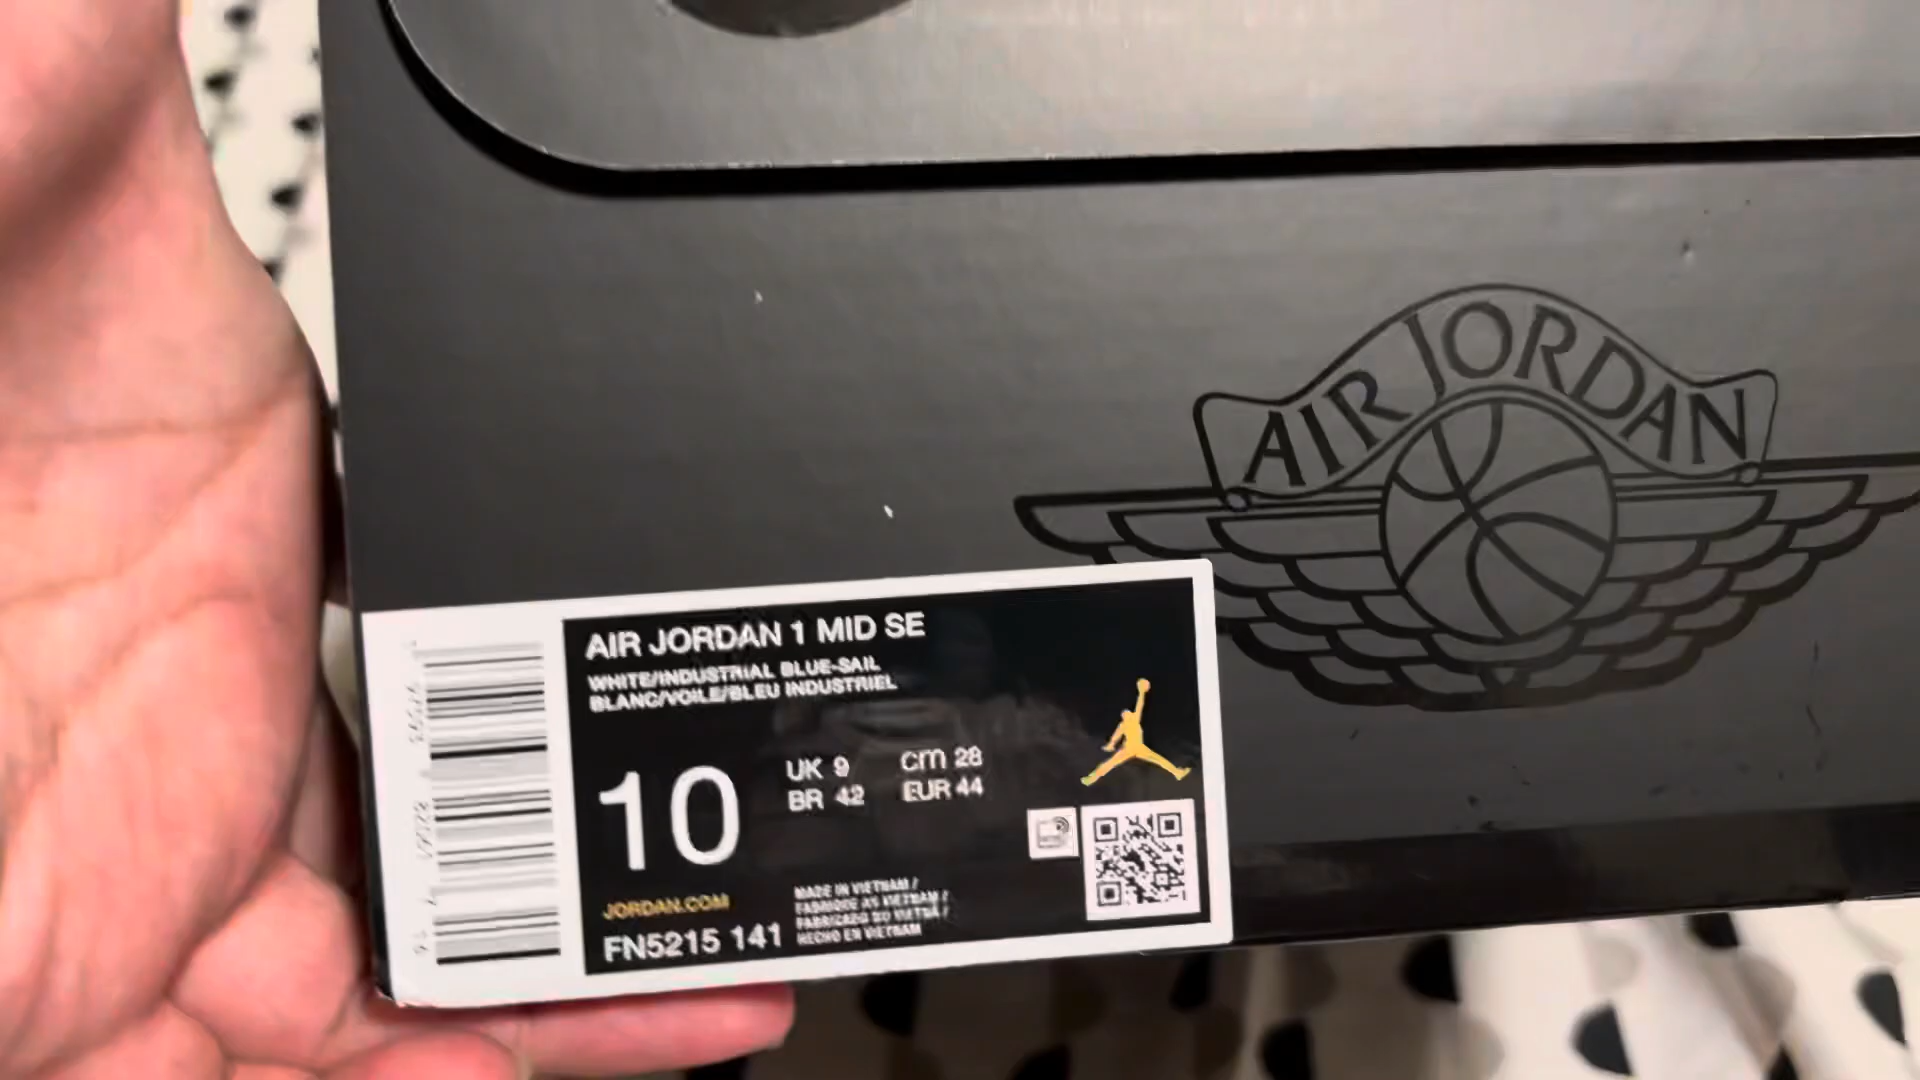 AIR JORDAN
AIR JORDAN 1 MID SE
WHITE/INDUSTRIAL BLUE-SAIL
BLANC/VOILE/BLEU INDUSTRIEL
10
UK 9 cm 28
BR 42 EUR 44
JORDAN.COM
FN5215 141
MADE IN VIETNAM /
FABRIQUE AU VIETNAM /
FABRICADO DO VIETNÃ /
HECHO EN VIETNAM